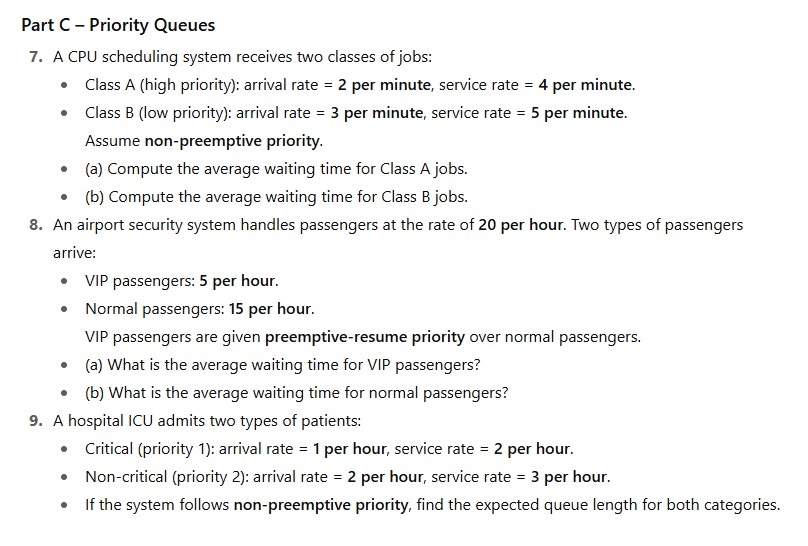 Part C – Priority Queues
7. A CPU scheduling system receives two classes of jobs:
• Class A (high priority): arrival rate = 2 per minute, service rate = 4 per minute.
• Class B (low priority): arrival rate = 3 per minute, service rate = 5 per minute.
Assume non-preemptive priority.
• (a) Compute the average waiting time for Class A jobs.
• (b) Compute the average waiting time for Class B jobs.
8. An airport security system handles passengers at the rate of 20 per hour. Two types of passengers
arrive:
• VIP passengers: 5 per hour.
• Normal passengers: 15 per hour.
VIP passengers are given preemptive-resume priority over normal passengers.
• (a) What is the average waiting time for VIP passengers?
• (b) What is the average waiting time for normal passengers?
9. A hospital ICU admits two types of patients:
• Critical (priority 1): arrival rate = 1 per hour, service rate = 2 per hour.
• Non-critical (priority 2): arrival rate = 2 per hour, service rate = 3 per hour.
• If the system follows non-preemptive priority, find the expected queue length for both categories.